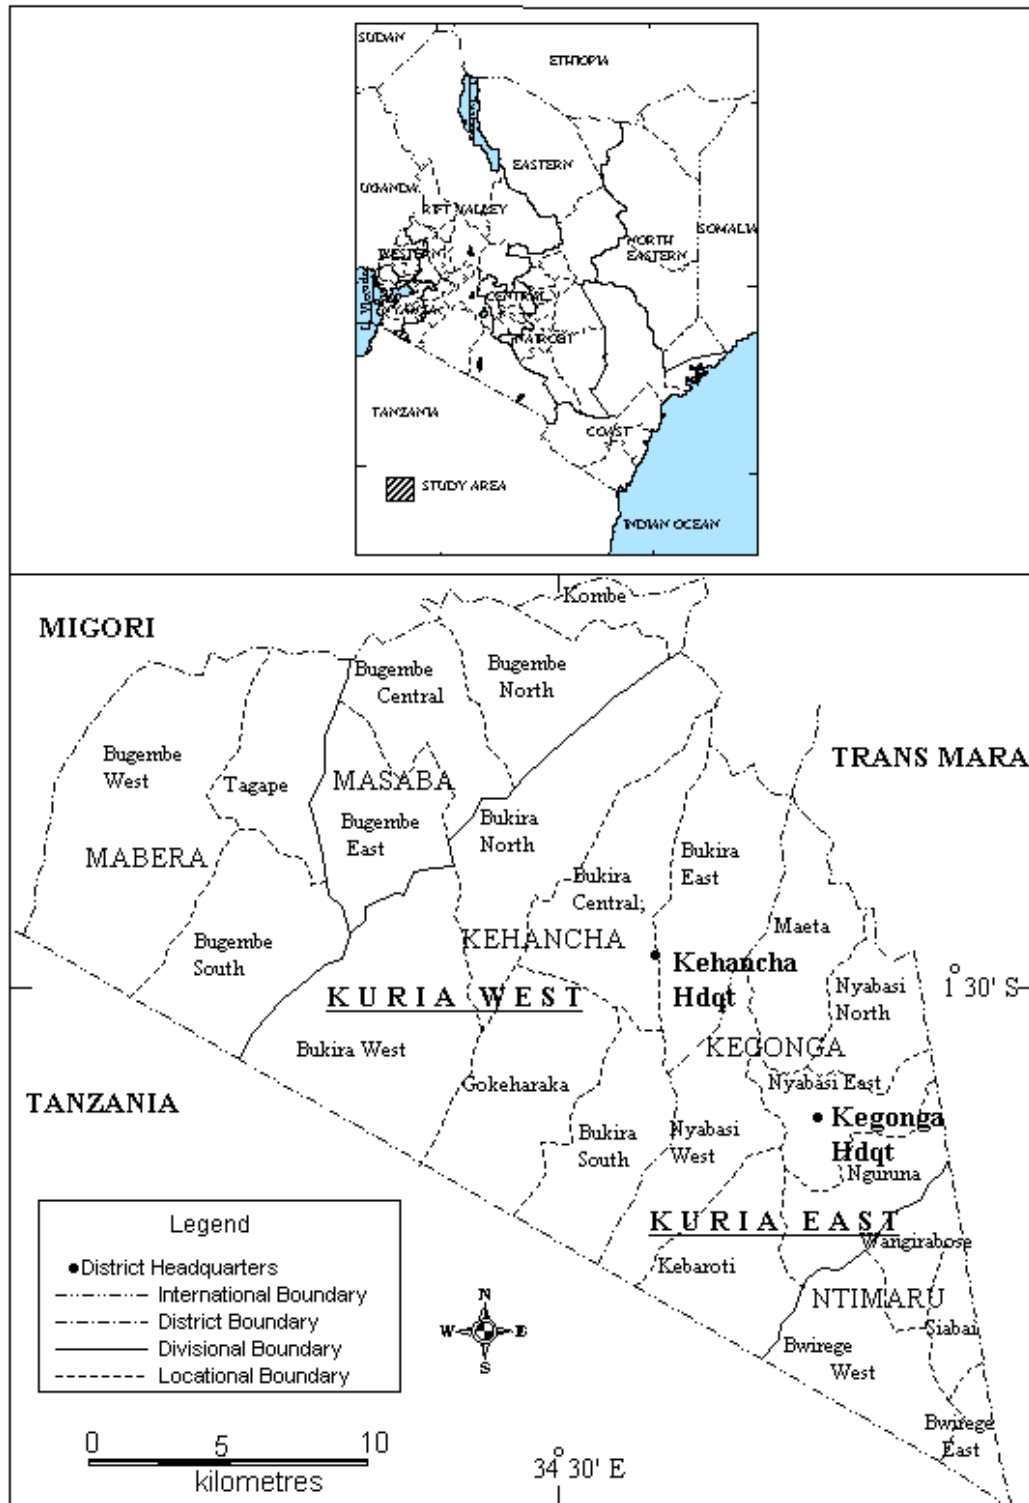 SUDAN
ETHIOPIA
EASTERN
UGANDA
RIFT VALLEY
SOMALIA
NORTH
EASTERN
WESTERN
CENTRAL
NAIROBI
TANZANIA
COAST
STUDY AREA
INDIAN OCEAN
Kombe
MIGORI
Bugembe
Central
Bugembe
North
Bugembe
West
Tagape
MASABA
TRANS MARA
Bugembe
East
Bukira
North
Bukira
East
MABERA
Bukira
Central;
Maeta
Bugembe
South
KEHANCHA
Kehancha
Hdqt
Nyabasi
North
1 30' S
o
KURIA WEST
Bukira West
KEGONGA
Gokeharaka
Nyabasi East
TANZANIA
Kegonga
Hdqt
Bukira
South
Nyabasi
West
Nguruna
KURIA EAST
Wangirabose
Kebaroti
NTIMARU
Siabai
Bwirege
West
Bwirege
East
Legend
District Headquarters
International Boundary
District Boundary
Divisional Boundary
Locational Boundary
N
W
E
S
0 5 10
kilometres
o
34 30' E